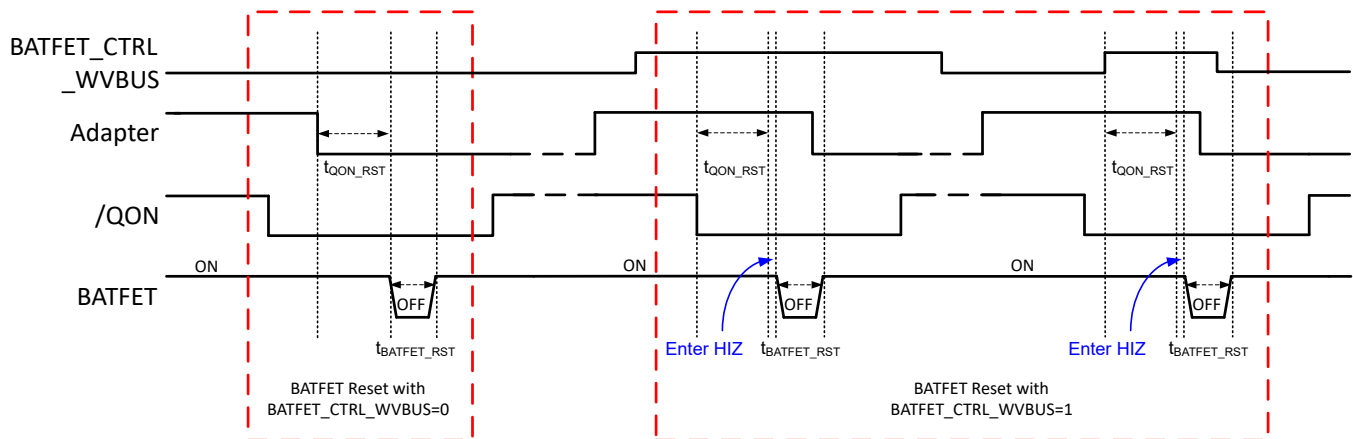 BATFET_CTRL
_WVBUS
Adapter
tQON_RST
tQON_RST
tQON_RST
/QON
ON
ON
ON
BATFET
OFF
OFF
OFF
tBATFET_RST
Enter HIZ
tBATFET_RST
Enter HIZ
tBATFET_RST
BATFET Reset with
BATFET_CTRL_WVBUS=0
BATFET Reset with
BATFET_CTRL_WVBUS=1